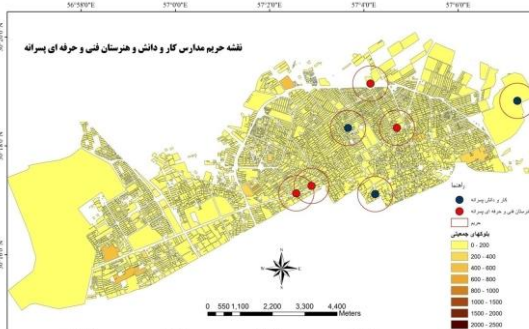 56°58'0"E 57°0'0"E 57°2'0"E 57°4'0"E 57°6'0"E
نقشه حریم مدارس کار و دانش و هنرستان فنی و حرفه ای پسرانه
راهنما
کار و دانش پسرانه
هنرستان فنی و حرفه ای پسرانه
حریم
بلوکهای جمعیتی
0 - 200
200 - 400
400 - 600
600 - 800
800 - 1000
1000 - 1500
1500 - 2000
2000 - 2500
N
0 550 1,100 2,200 3,300 4,400
Meters